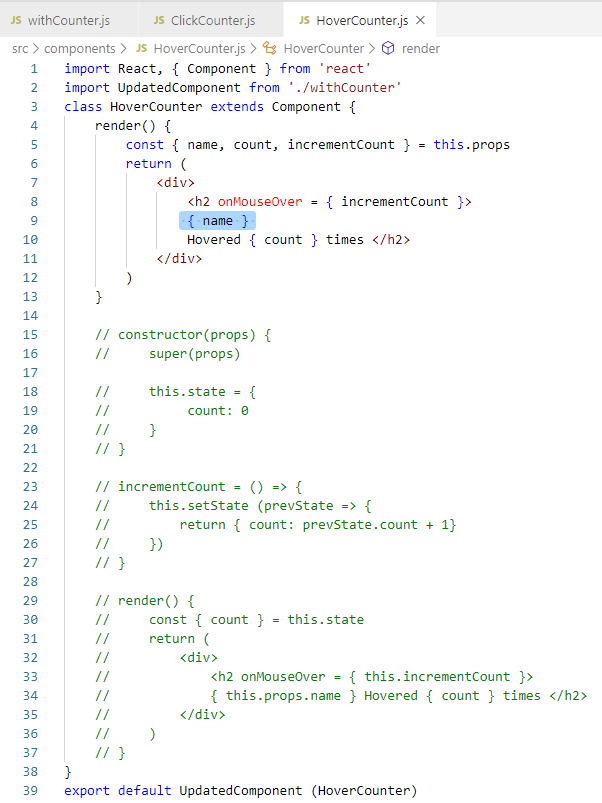 JS withCounter.js JS ClickCounter.js JS HoverCounter.js ×
src > components > JS HoverCounter.js > HoverCounter > render
1 import React, { Component } from 'react'
2 import UpdatedComponent from './withCounter'
3 class HoverCounter extends Component {
4 render() {
5 const { name, count, incrementCount } = this.props
6 return (
7 <div>
8 <h2 onMouseOver = { incrementCount }>
9 { name }
10 Hovered { count } times </h2>
11 </div>
12 )
13 }
14
15 // constructor(props) {
16 // super(props)
17
18 // this.state = {
19 // count: 0
20 // }
21 // }
22
23 // incrementCount = () => {
24 // this.setState (prevState => {
25 // return { count: prevState.count + 1}
26 // })
27 // }
28
29 // render() {
30 // const { count } = this.state
31 // return (
32 // <div>
33 // <h2 onMouseOver = { this.incrementCount }>
34 // { this.props.name } Hovered { count } times </h2>
35 // </div>
36 // )
37 // }
38 }
39 export default UpdatedComponent (HoverCounter)